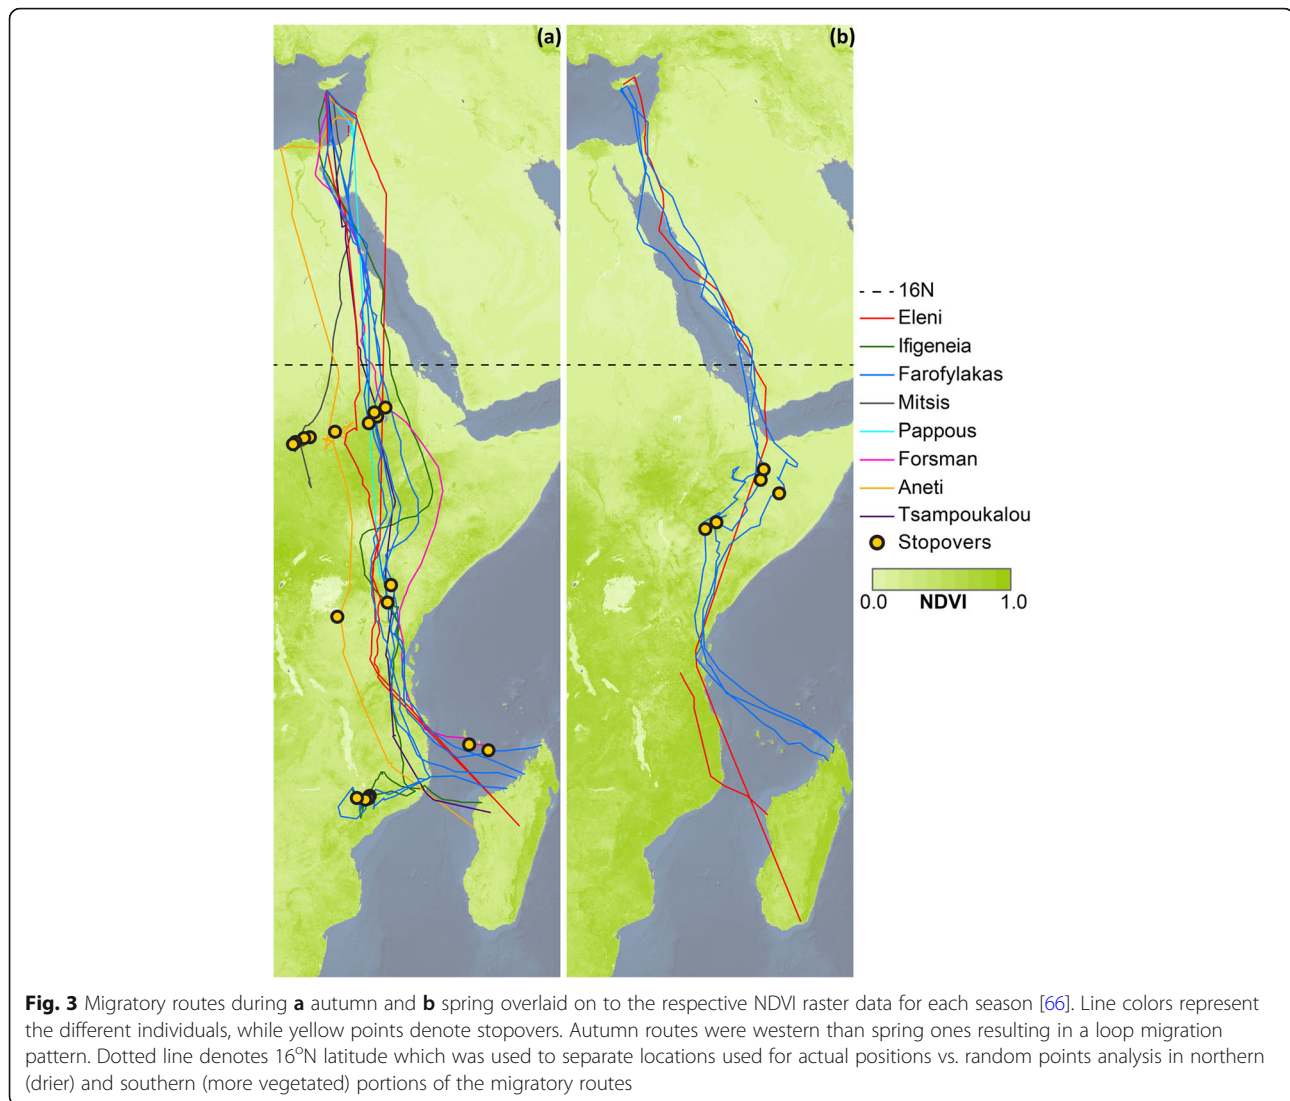 (a)
(b)
16N
Eleni
Ifigeneia
Farofylakas
Mitsis
Pappous
Forsman
Aneti
Tsampoukalou
Stopovers
0.0 NDVI 1.0
Fig. 3 Migratory routes during a autumn and b spring overlaid on to the respective NDVI raster data for each season [66]. Line colors represent
the different individuals, while yellow points denote stopovers. Autumn routes were western than spring ones resulting in a loop migration
pattern. Dotted line denotes 16°N latitude which was used to separate locations used for actual positions vs. random points analysis in northern
(drier) and southern (more vegetated) portions of the migratory routes